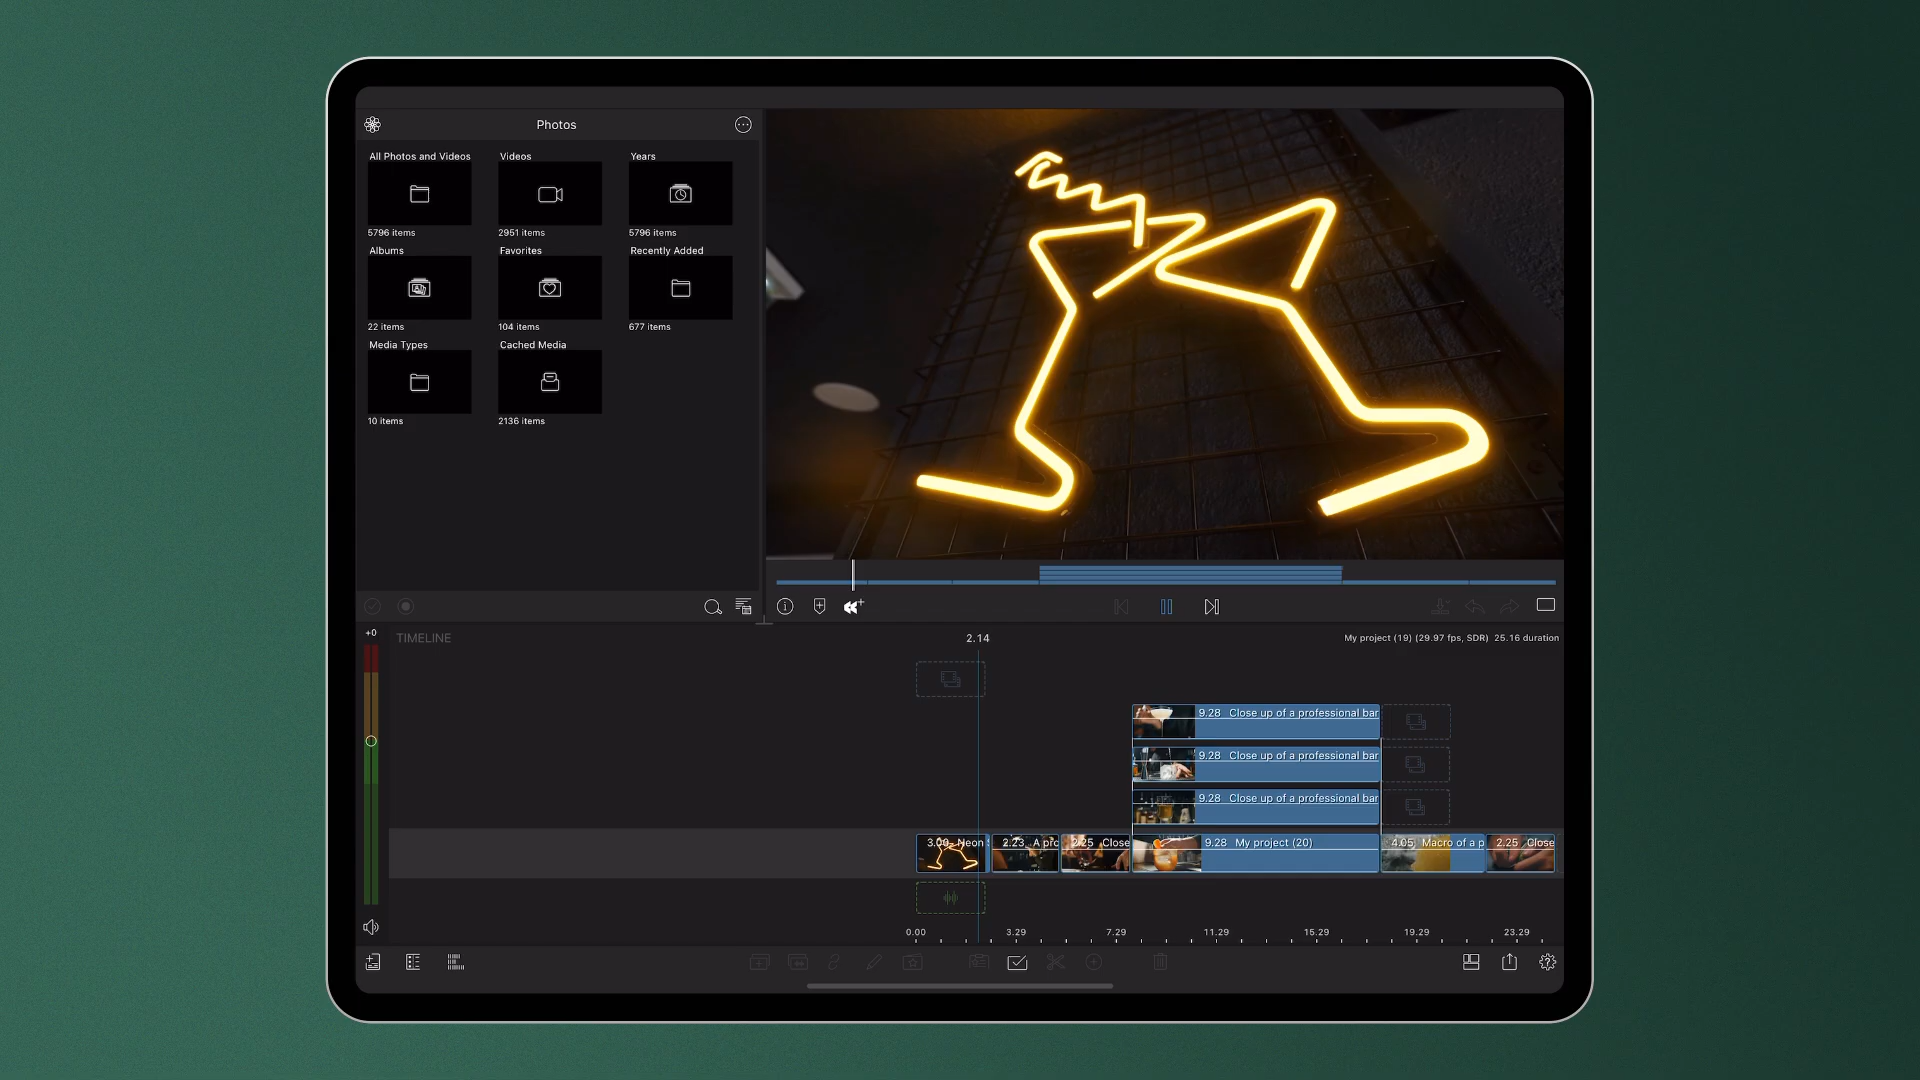 Photos
All Photos and Videos
Videos
Years
5796 items
2951 items
5796 items
Albums
Favorites
Recently Added
22 items
104 items
677 items
Media Types
Cached Media
10 items
2136 items
+0
TIMELINE
2.14
My project (19) (29.97 fps, SDR) 25.16 duration
9.28 Close up of a professional bar
9.28 Close up of a professional bar
9.28 Close up of a professional bar
3.00 Neon
2.23 A pro
2.25 Close
9.28 My project (20)
4.05 Macro of a p
2.25 Close
0.00
3.29
7.29
11.29
15.29
19.29
23.29